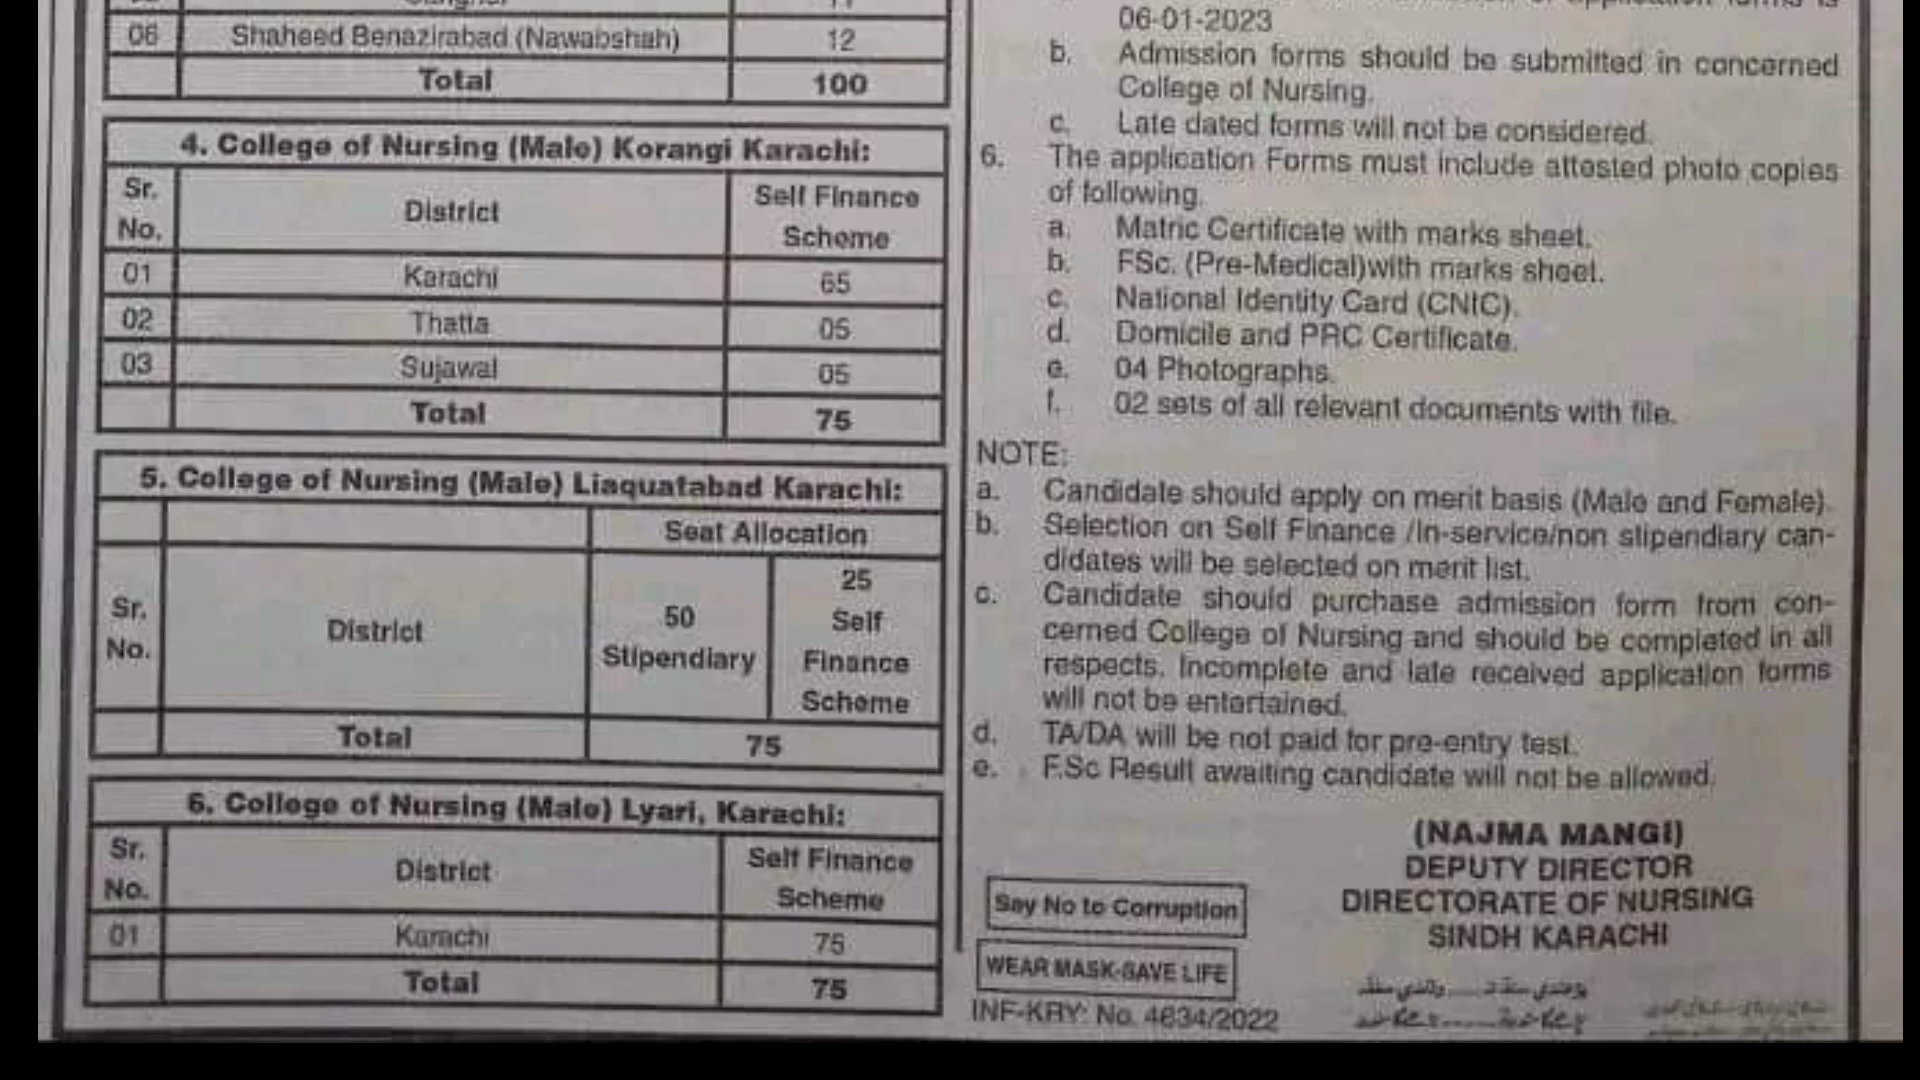 06 Shaheed Benazirabad (Nawabshah) 12
Total 100
4. College of Nursing (Male) Korangi Karachi:
Sr. No. District Self Finance Scheme
01 Karachi 65
02 Thatta 05
03 Sujawal 05
Total 75
5. College of Nursing (Male) Liaquatabad Karachi:
Seat Allocation
Sr. No. District 50 Stipendiary 25 Self Finance Scheme
Total 75
6. College of Nursing (Male) Lyari, Karachi:
Sr. No. District Self Finance Scheme
01 Karachi 75
Total 75
06-01-2023
b. Admission forms should be submitted in concerned
College of Nursing.
c. Late dated forms will not be considered.
6. The application Forms must include attested photo copies
of following.
a. Matric Certificate with marks sheet.
b. FSc. (Pre-Medical)with marks sheet.
c. National Identity Card (CNIC).
d. Domicile and PRC Certificate.
e. 04 Photographs.
f. 02 sets of all relevant documents with file.
NOTE:
a. Candidate should apply on merit basis (Male and Female).
b. Selection on Self Finance /In-service/non stipendiary can-
didates will be selected on merit list.
c. Candidate should purchase admission form from con-
cerned College of Nursing and should be completed in all
respects. Incomplete and late received application forms
will not be entertained.
d. TA/DA will be not paid for pre-entry test.
e. F.Sc Result awaiting candidate will not be allowed.
(NAJMA MANGI)
DEPUTY DIRECTOR
DIRECTORATE OF NURSING
SINDH KARACHI
Say No to Corruption
WEAR MASK-SAVE LIFE
INF-KRY: No. 4634/2022